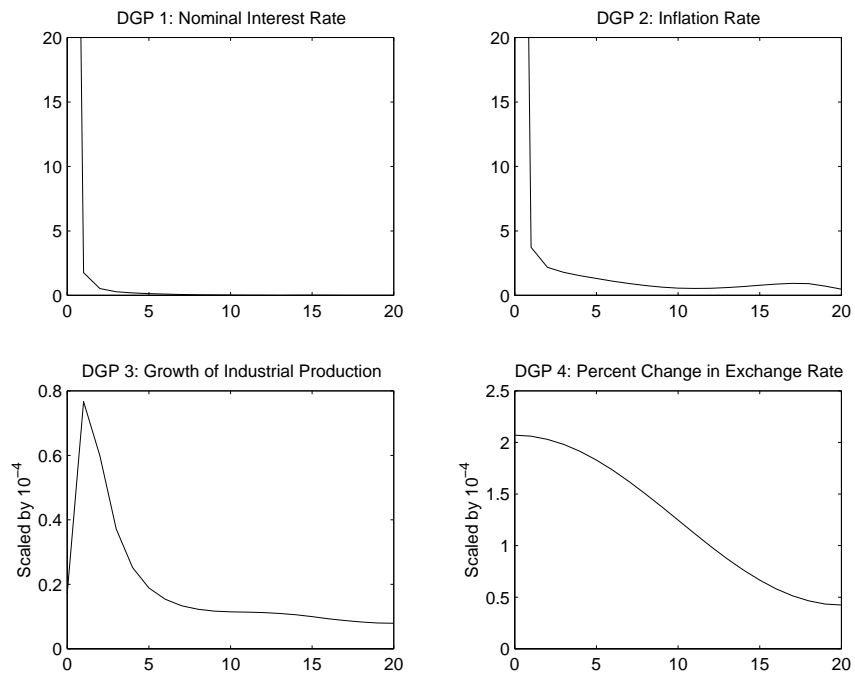 DGP 1: Nominal Interest Rate
20
15
10
5
0
0 5 10 15 20
DGP 2: Inflation Rate
20
15
10
5
0
0 5 10 15 20
DGP 3: Growth of Industrial Production
Scaled by 10^-4
0.8
0.6
0.4
0.2
0
0 5 10 15 20
DGP 4: Percent Change in Exchange Rate
Scaled by 10^-4
2.5
2
1.5
1
0.5
0
0 5 10 15 20